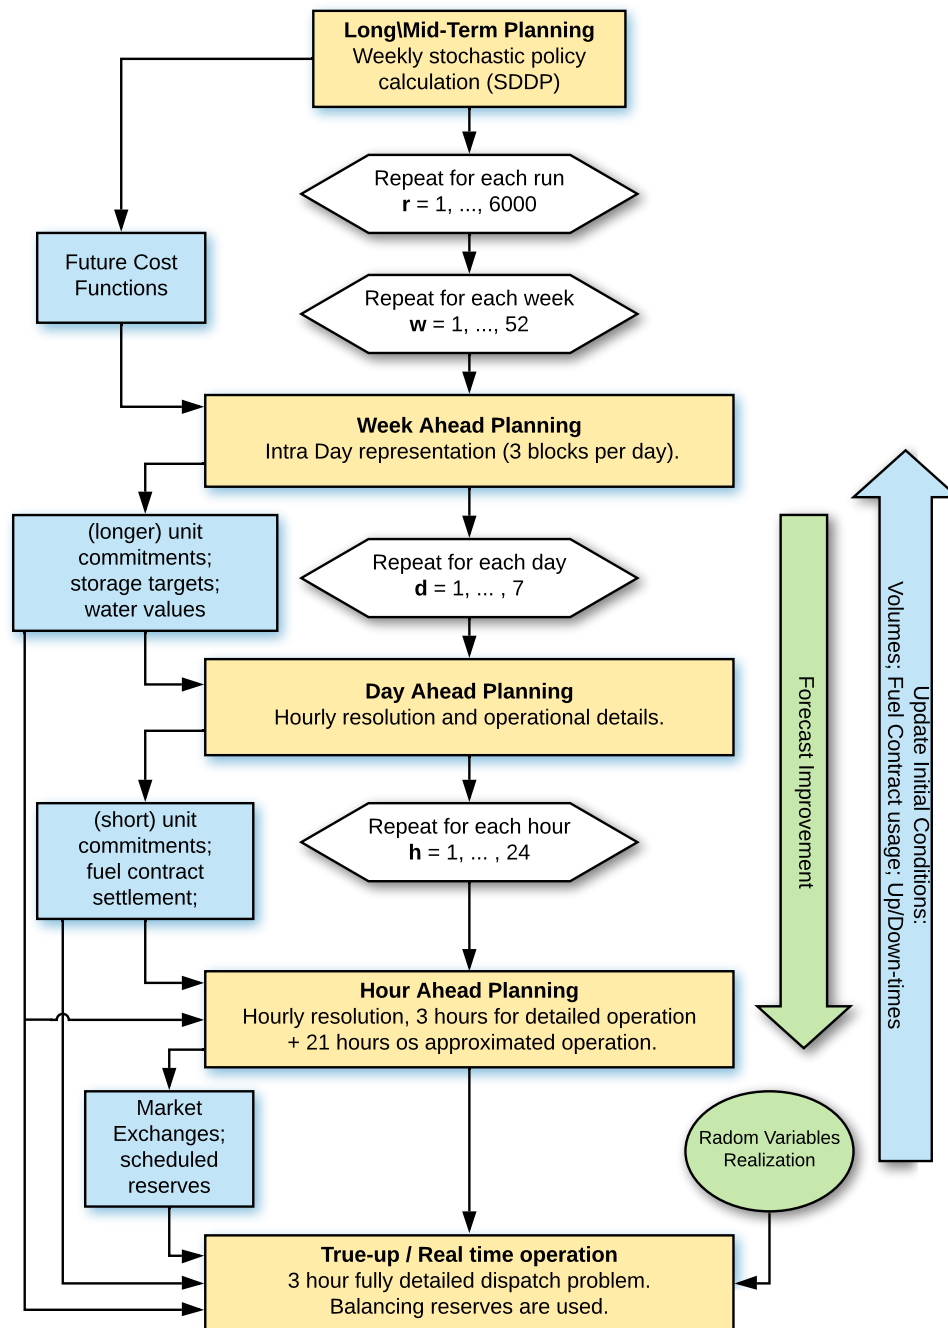 Long\Mid-Term Planning
Weekly stochastic policy
calculation (SDDP)
Repeat for each run
r = 1, ..., 6000
Future Cost
Functions
Repeat for each week
w = 1, ..., 52
Week Ahead Planning
Intra Day representation (3 blocks per day).
(longer) unit
commitments;
storage targets;
water values
Repeat for each day
d = 1, ... , 7
Day Ahead Planning
Hourly resolution and operational details.
(short) unit
commitments;
fuel contract
settlement;
Repeat for each hour
h = 1, ... , 24
Forecast Improvement
Update Initial Conditions:
Volumes; Fuel Contract usage; Up/Down-times
Hour Ahead Planning
Hourly resolution, 3 hours for detailed operation
+ 21 hours os approximated operation.
Market
Exchanges;
scheduled
reserves
Radom Variables
Realization
True-up / Real time operation
3 hour fully detailed dispatch problem.
Balancing reserves are used.